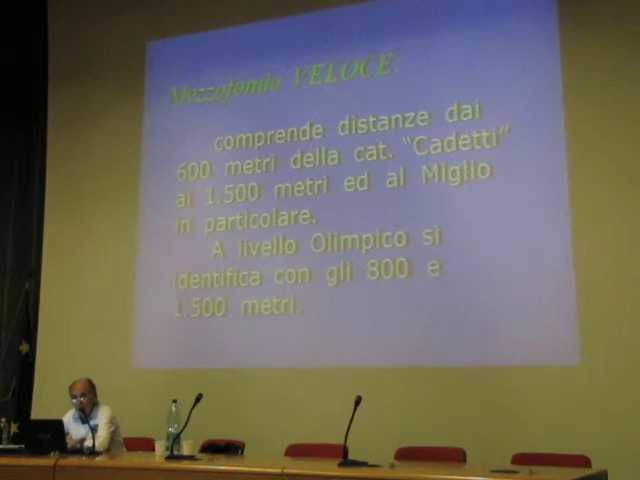 Mezzofondo VELOCE:
comprende distanze dai
600 metri della cat. "Cadetti"
ai 1.500 metri ed al Miglio
in particolare.
A livello Olimpico si
identifica con gli 800 e
1.500 metri.